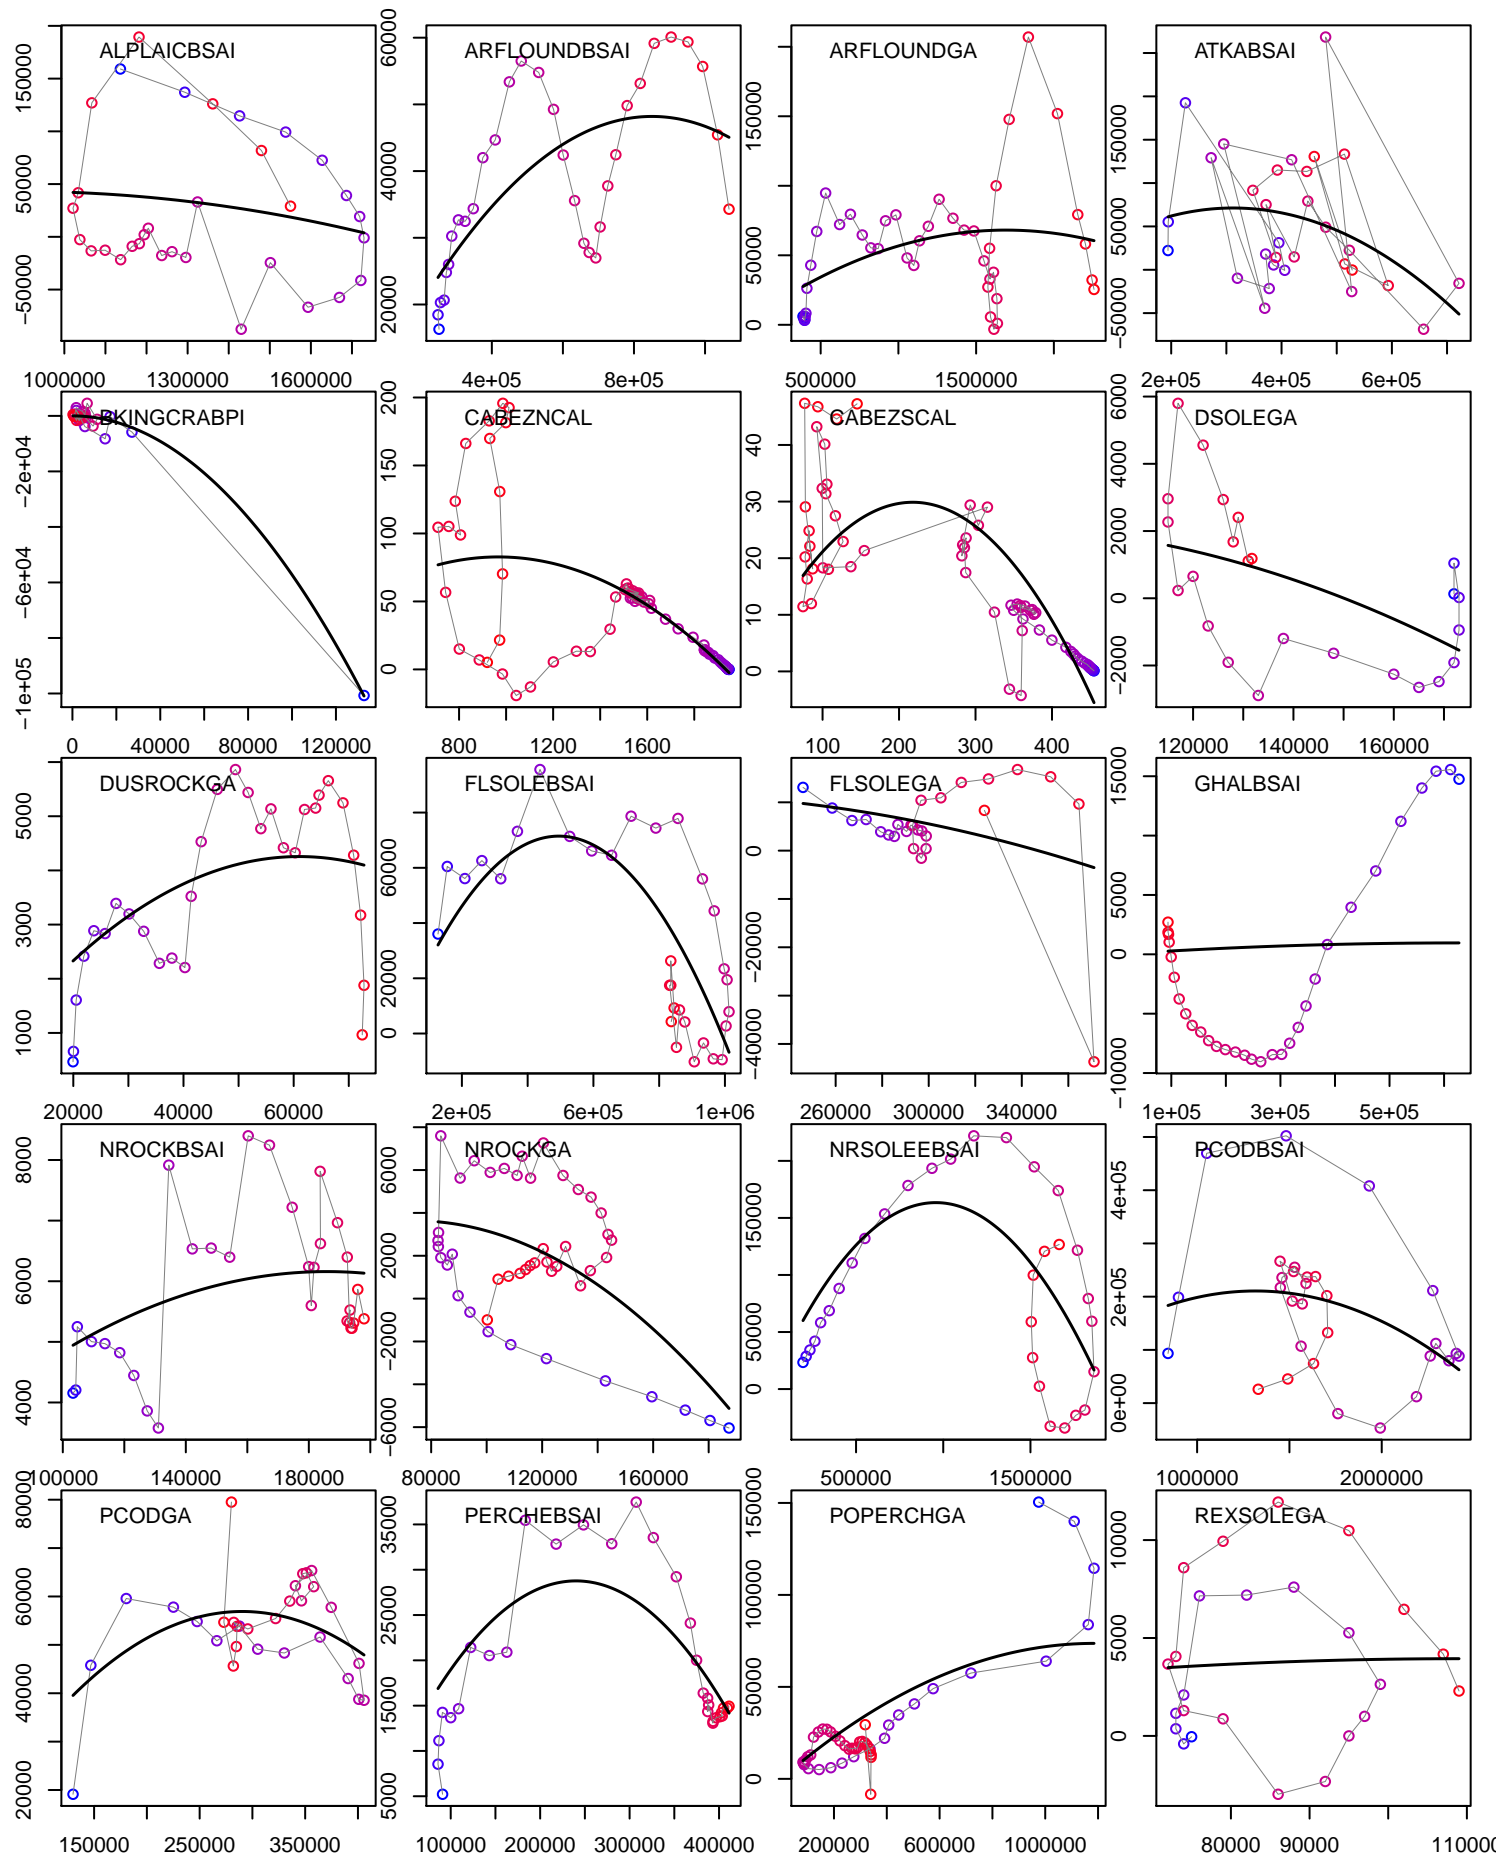 ALPLAICBSAI
150000
50000
−50000
1000000 1300000 1600000
ARFLOUNDBSAI
60000
40000
20000
4e+05 8e+05
ARFLOUNDGA
150000
50000
0
500000 1500000
ATKABSAI
150000
50000
−50000
2e+05 4e+05 6e+05
BKINGCRABPI
−2e+04
−6e+04
−1e+05
0 40000 80000 120000
CABEZNCAL
200
150
100
50
0
800 1200 1600
CABEZSCAL
40
30
20
10
0
100 200 300 400
DSOLEGA
6000
4000
2000
0
−2000
120000 140000 160000
DUSROCKGA
5000
3000
1000
20000 40000 60000
FLSOLEBSAI
60000
20000
0
2e+05 6e+05 1e+06
FLSOLEGA
0
−20000
−40000
260000 300000 340000
GHALBSAI
15000
5000
0
−10000
1e+05 3e+05 5e+05
NROCKBSAI
8000
6000
4000
100000 140000 180000
NROCKGA
6000
2000
−2000
−6000
80000 120000 160000
NRSOLEEBSAI
150000
50000
0
5000000 1500000
PCODBSAI
4e+05
2e+05
0e+00
1000000 2000000
PCODGA
80000
60000
40000
20000
150000 250000 350000
PERCHEBSAI
35000
25000
15000
5000
100000 200000 300000 400000
POPERCHGA
150000
100000
50000
0
200000 600000 1000000
REXSOLEGA
10000
5000
0
80000 90000 110000